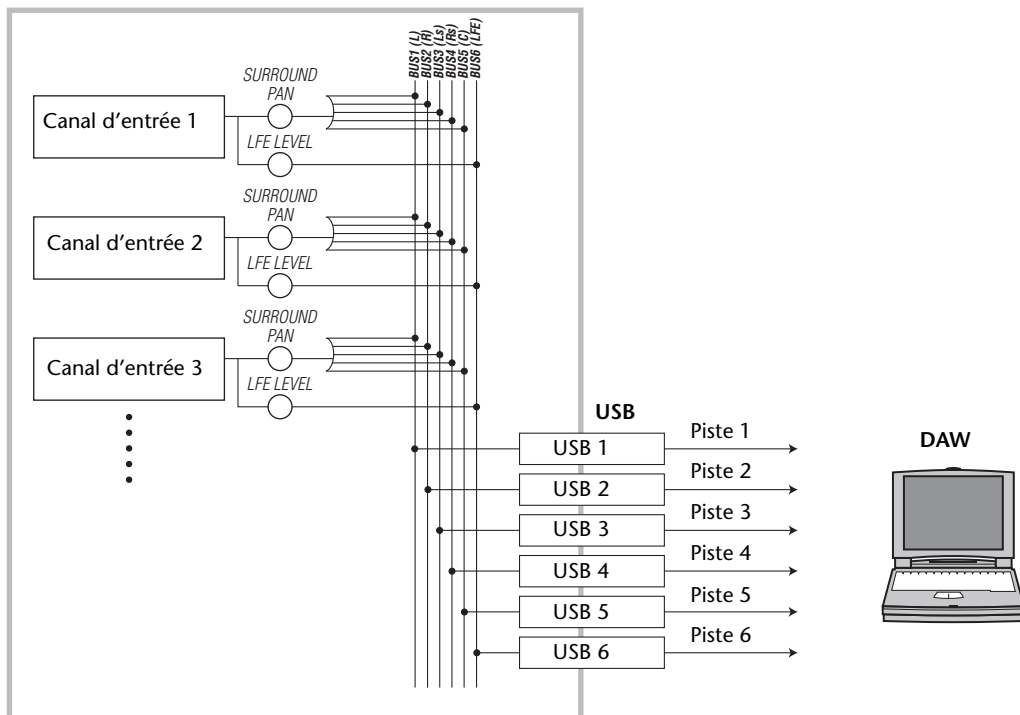 BUS1 (L)
BUS2 (R)
BUS3 (Ls)
BUS4 (Rs)
BUS5 (C)
BUS6 (LFE)
SURROUND
PAN
Canal d'entrée 1
LFE LEVEL
SURROUND
PAN
Canal d'entrée 2
LFE LEVEL
SURROUND
PAN
Canal d'entrée 3
LFE LEVEL
USB
USB 1
Piste 1
USB 2
Piste 2
USB 3
Piste 3
USB 4
Piste 4
USB 5
Piste 5
USB 6
Piste 6
DAW